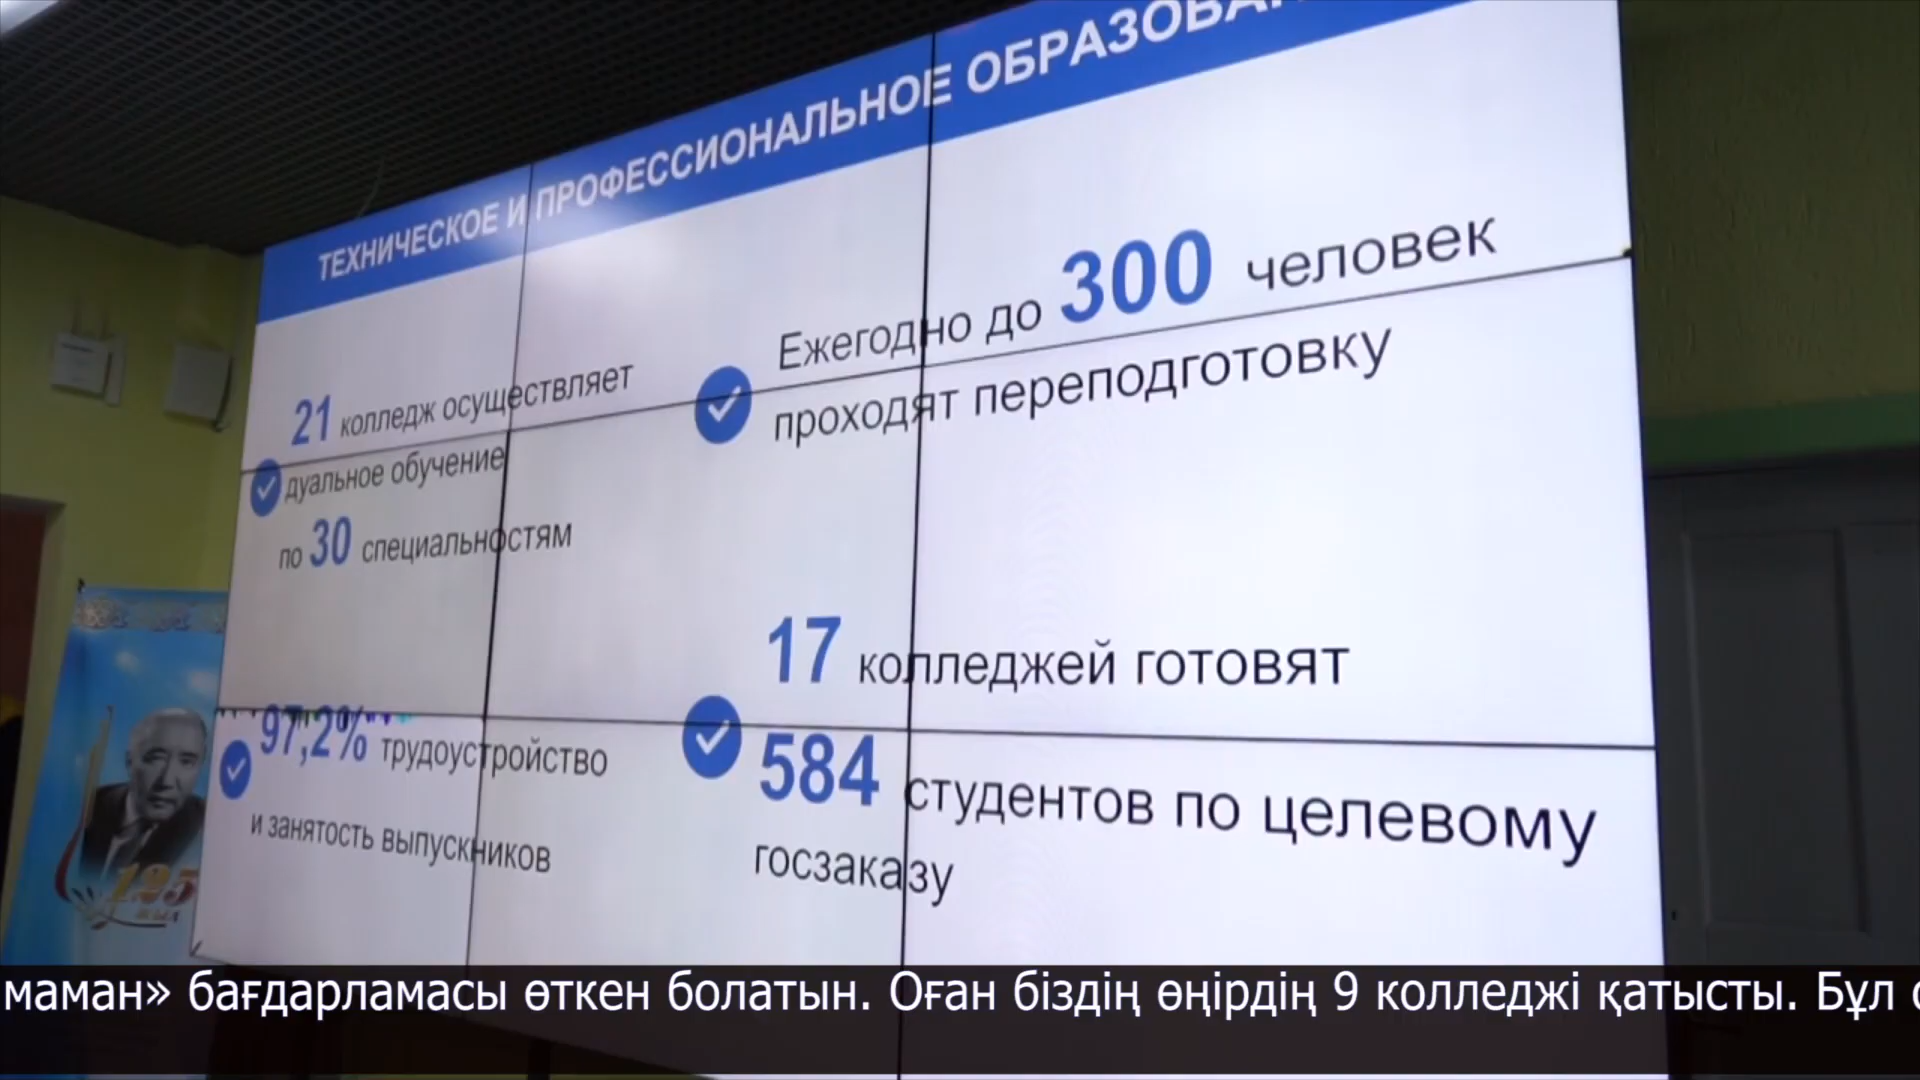 ТЕХНИЧЕСКОЕ И ПРОФЕССИОНАЛЬНОЕ
21 колледж осуществляет
дуальное обучение
по 30 специальностям
97,2% трудоустройство
и занятость выпускников
Ежегодно до 300 человек
проходят переподготовку
17 колледжей готовят
584 студентов по целевому
госзаказу
125
маман» бағдарламасы өткен болатын. Оған біздің өңірдің 9 колледжі қатысты. Бұл